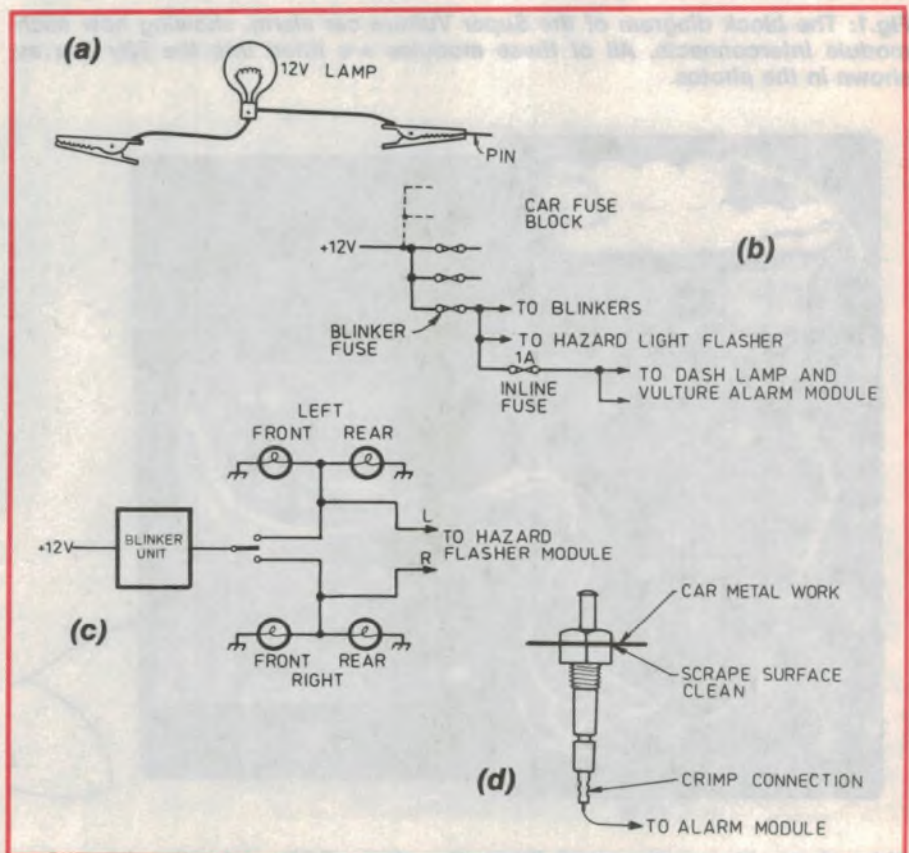 Fig.1: The block diagram of the Super Vulture car alarm, showing how each
module interconnects. All of these modules are
shown in the photos.
(a)
12V LAMP
PIN
CAR FUSE
BLOCK
+12V
(b)
TO BLINKERS
BLINKER
FUSE
TO HAZARD LIGHT FLASHER
1A
INLINE
FUSE
TO DASH LAMP AND
VULTURE ALARM MODULE
LEFT
FRONT REAR
+12V
BLINKER
UNIT
L
TO HAZARD
FLASHER MODULE
R
(c)
FRONT REAR
RIGHT
CAR METAL WORK
SCRAPE SURFACE
CLEAN
(d)
CRIMP CONNECTION
TO ALARM MODULE